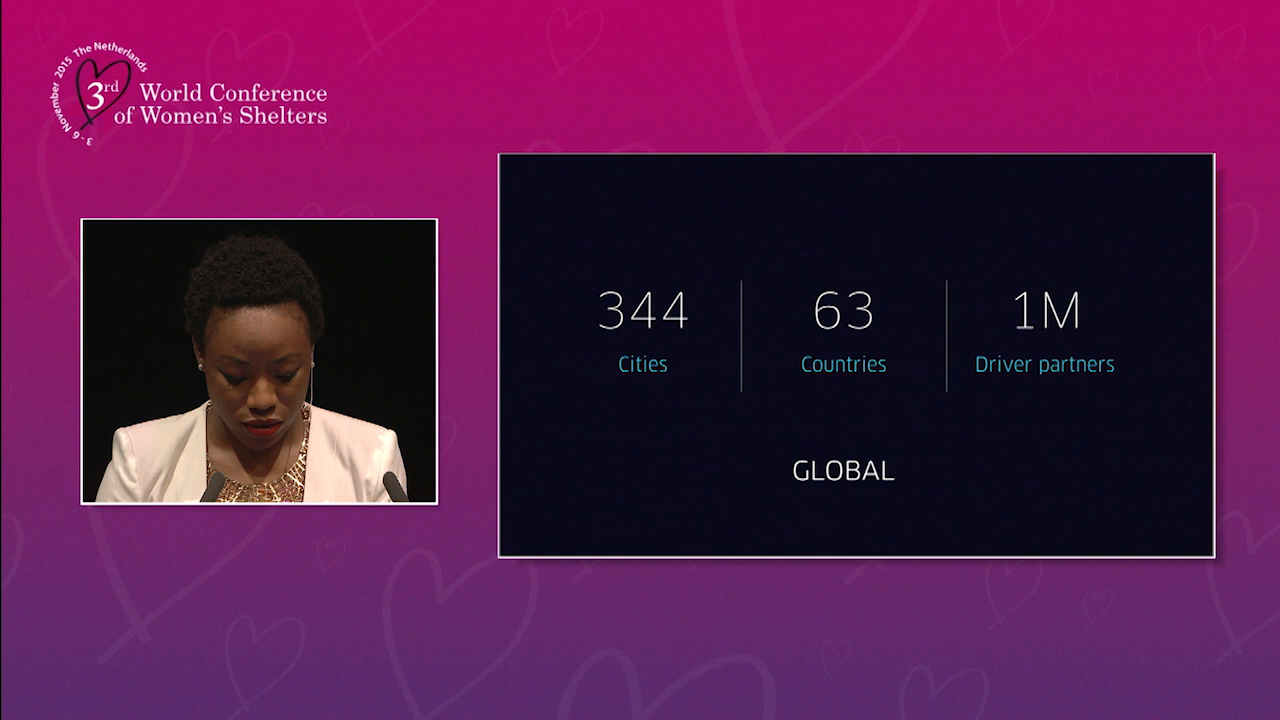 3 - 6 November 2015 The Netherlands
3rd
World Conference
of Women's Shelters
344
63
1M
Cities
Countries
Driver partners
GLOBAL